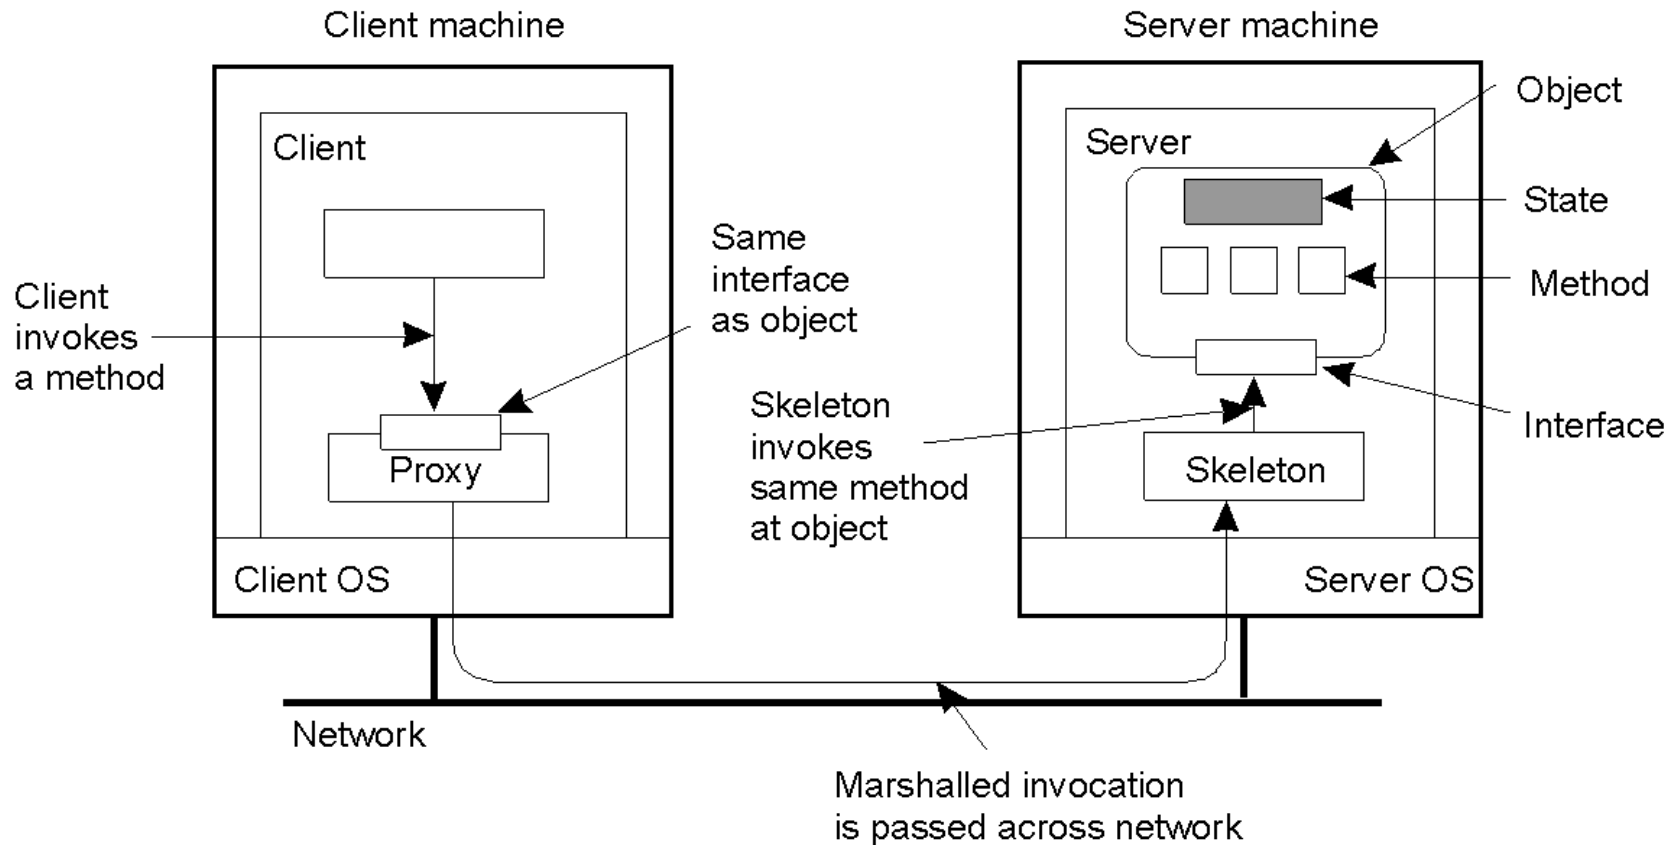 Client machine
Server machine
Object
Client
Server
State
Same
interface
as object
Method
Client
invokes
a method
Skeleton
invokes
same method
at object
Interface
Proxy
Skeleton
Client OS
Server OS
Network
Marshalled invocation
is passed across network